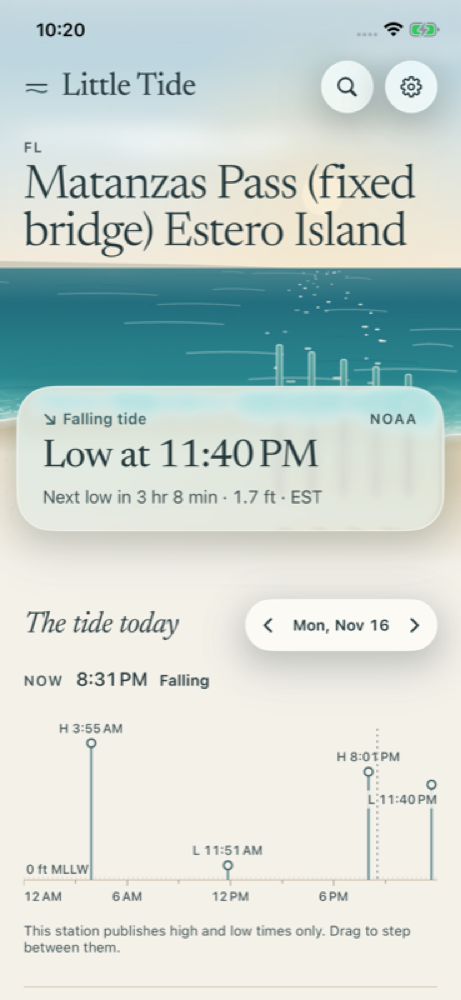 10:20
Little Tide
FL
Matanzas Pass (fixed
bridge) Estero Island
Falling tide NOAA
Low at 11:40 PM
Next low in 3 hr 8 min · 1.7 ft · EST
The tide today
Mon, Nov 16
NOW 8:31 PM Falling
H 3:55 AM
H 8:01 PM
L 11:40 PM
L 11:51 AM
0 ft MLLW
12 AM 6 AM 12 PM 6 PM
This station publishes high and low times only. Drag to step
between them.